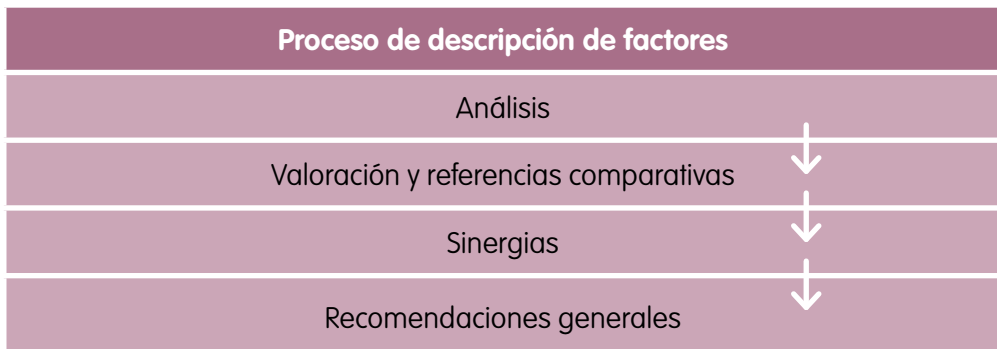 Proceso de descripción de factores
Análisis
Valoración y referencias comparativas
Sinergias
Recomendaciones generales